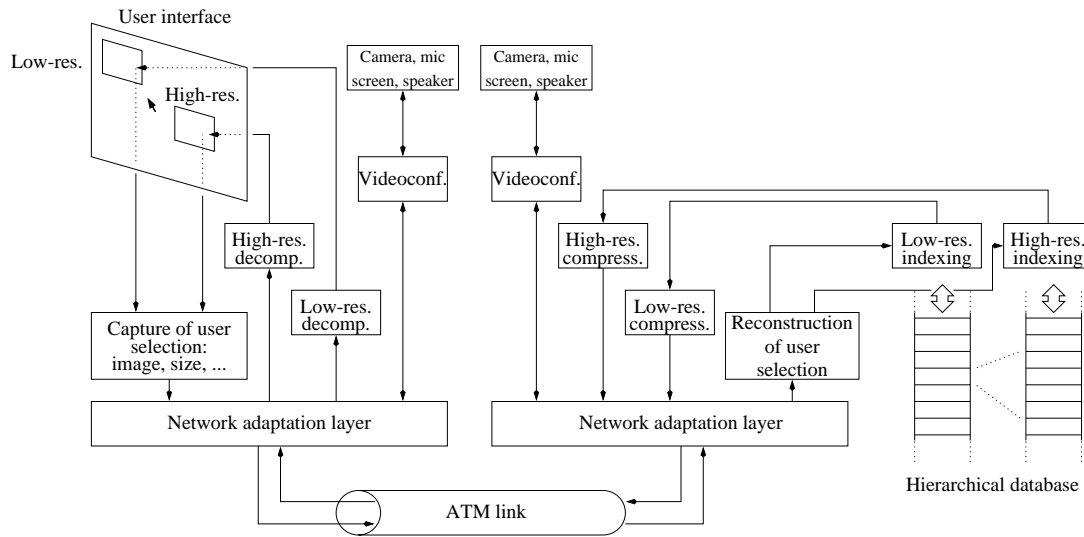 User interface
Low-res.
High-res.
Camera, mic
screen, speaker
Camera, mic
screen, speaker
Videoconf.
Videoconf.
High-res.
decomp.
High-res.
compress.
Low-res.
indexing
High-res.
indexing
Low-res.
decomp.
Low-res.
compress.
Capture of user
selection:
image, size, ...
Reconstruction
of user
selection
Network adaptation layer
Network adaptation layer
Hierarchical database
ATM link